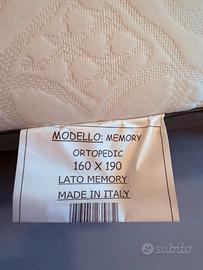 MODELLO: MEMORY
ORTOPEDIC
160 X 190
LATO MEMORY
MADE IN ITALY
subito